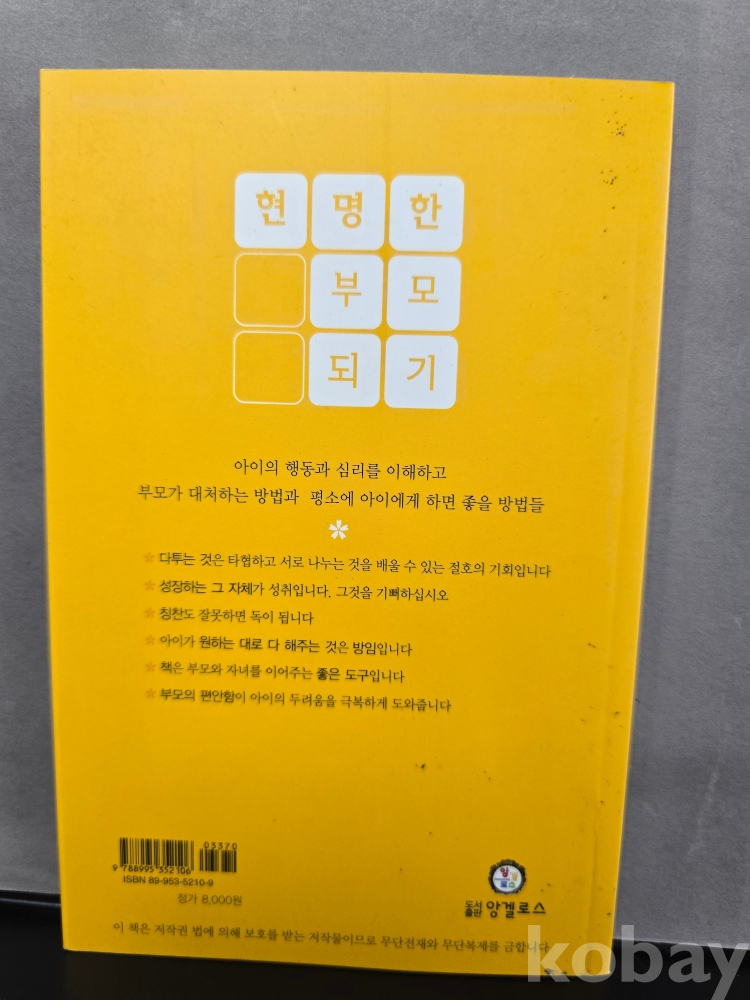 현명한
부모
되기
아이의 행동과 심리를 이해하고
부모가 대처하는 방법과 평소에 아이에게 하면 좋을 방법들
다투는 것은 타협하고 서로 나누는 것을 배울 수 있는 절호의 기회입니다
성장하는 그 자체가 성취입니다. 그것을 기뻐하십시오
칭찬도 잘못하면 독이 됩니다
아이가 원하는 대로 다 해주는 것은 방임입니다
책은 부모와 자녀를 이어주는 좋은 도구입니다
부모의 편안함이 아이의 두려움을 극복하게 도와줍니다
03370
9 788995 352106
ISBN 89-953-5210-9
정가 8,000원
도서출판 앙겔로스
이 책은 저작권 법에 의해 보호를 받는 저작물이므로 무단전재와 무단복제를 금합니다
kobay